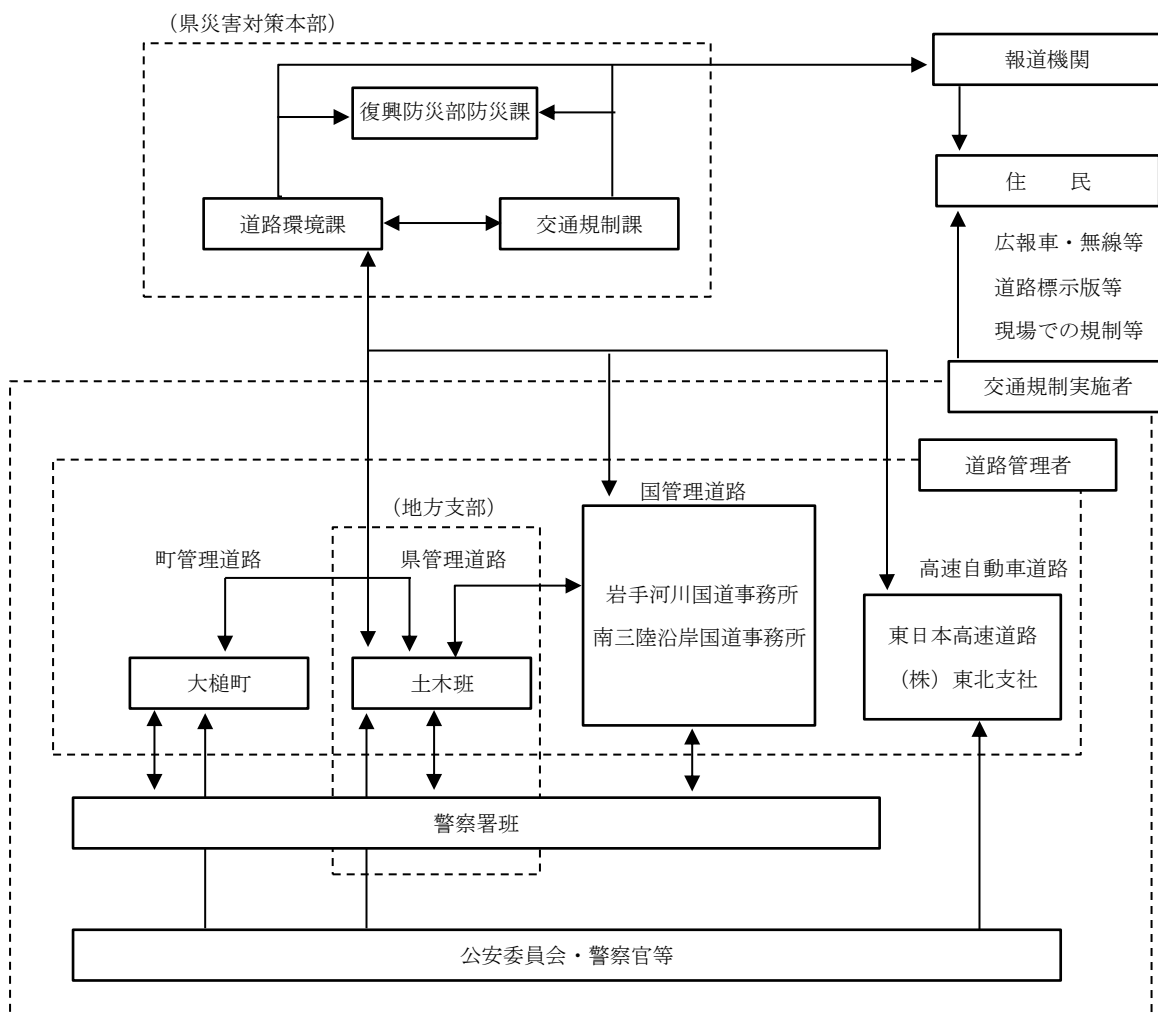 （県災害対策本部）
報道機関
復興防災部防災課
住　　民
道路環境課
交通規制課
広報車・無線等
道路標示版等
現場での規制等
交通規制実施者
道路管理者
国管理道路
（地方支部）
町管理道路
県管理道路
高速自動車道路
岩手河川国道事務所
南三陸沿岸国道事務所
東日本高速道路
（株）東北支社
大槌町
土木班
警察署班
公安委員会・警察官等